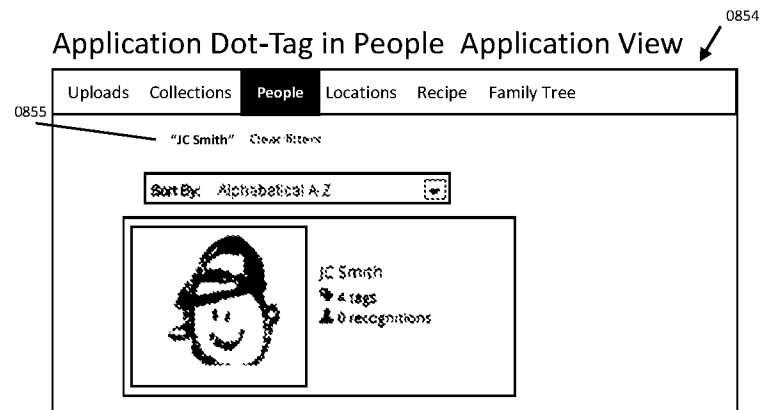 0854
Application Dot-Tag in People Application View
Uploads Collections People Locations Recipe Family Tree
0855
"JC Smith" Clear filters
Sort By: Alphabetical A-Z
JC Smith
4 tags
0 recognitions